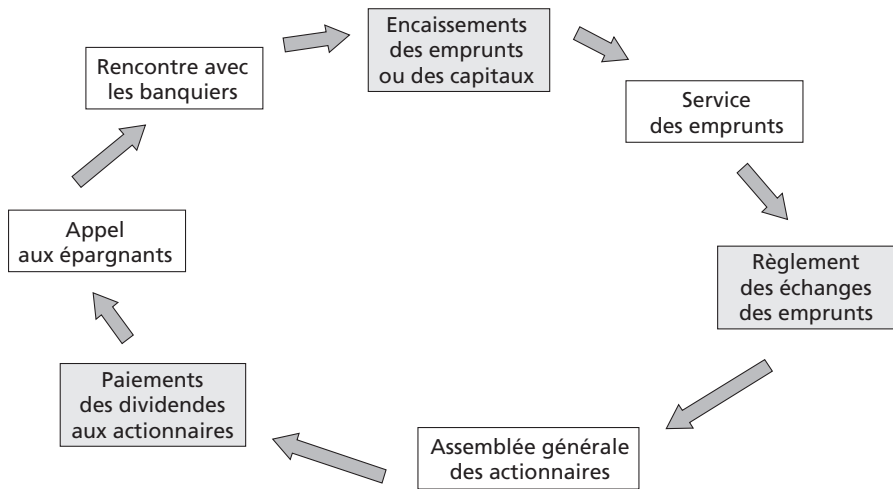 Encaissements
des emprunts
ou des capitaux
Rencontre avec
les banquiers
Service
des emprunts
Appel
aux épargnants
Règlement
des échanges
des emprunts
Paiements
des dividendes
aux actionnaires
Assemblée générale
des actionnaires